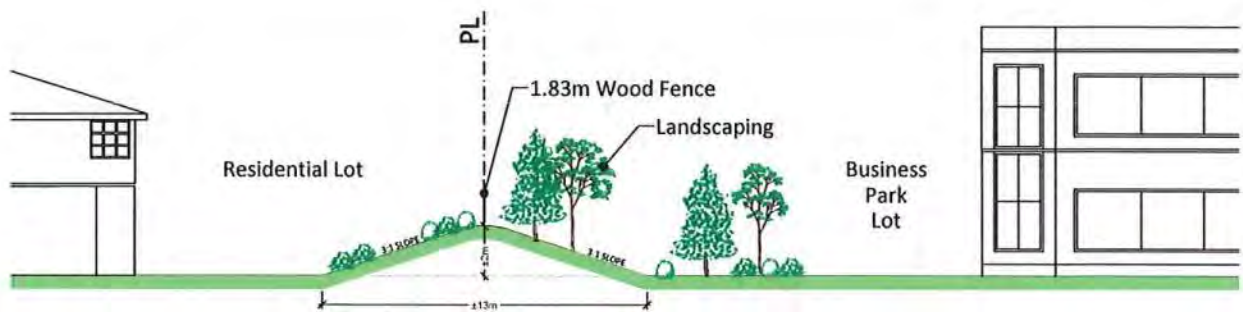 PL
1.83m Wood Fence
Landscaping
Residential Lot
Business
Park
Lot
3:1 SLOPE
3:1 SLOPE
±2m
±13m